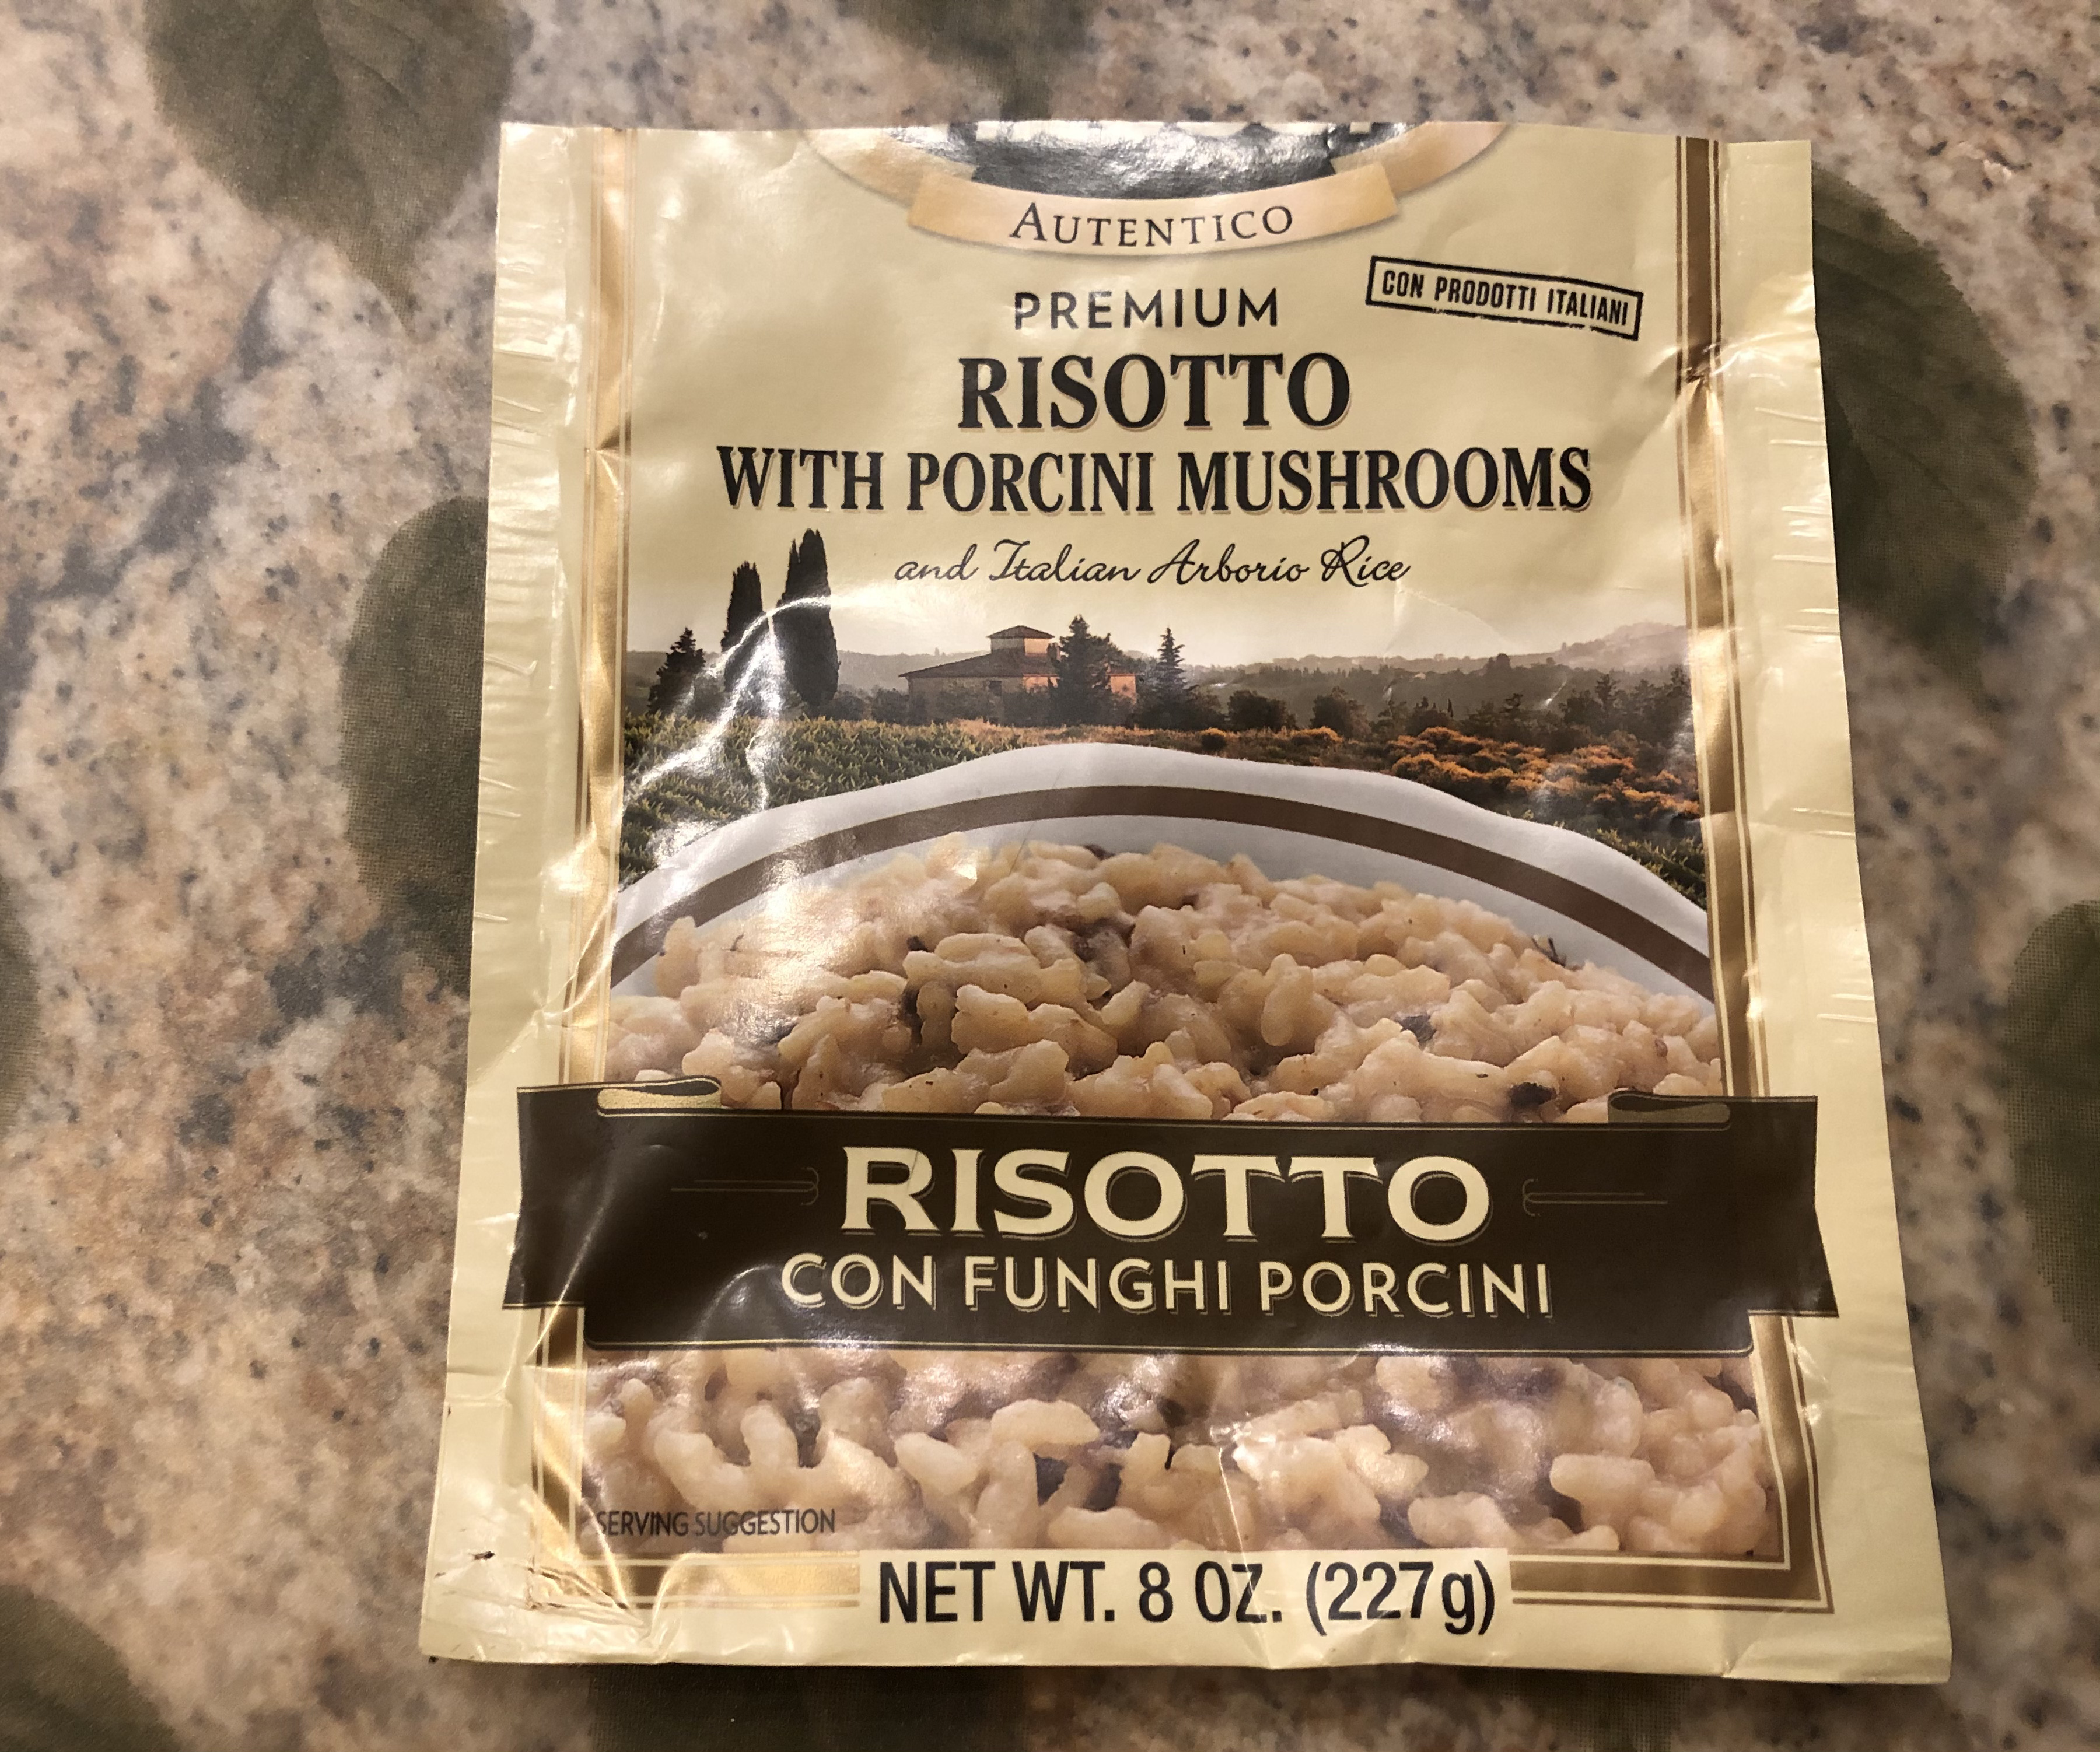 AUTENTICO
CON PRODOTTI ITALIANI
PREMIUM
RISOTTO
WITH PORCINI MUSHROOMS
and Italian Arborio Rice
RISOTTO
CON FUNGHI PORCINI
SERVING SUGGESTION
NET WT. 8 OZ. (227g)